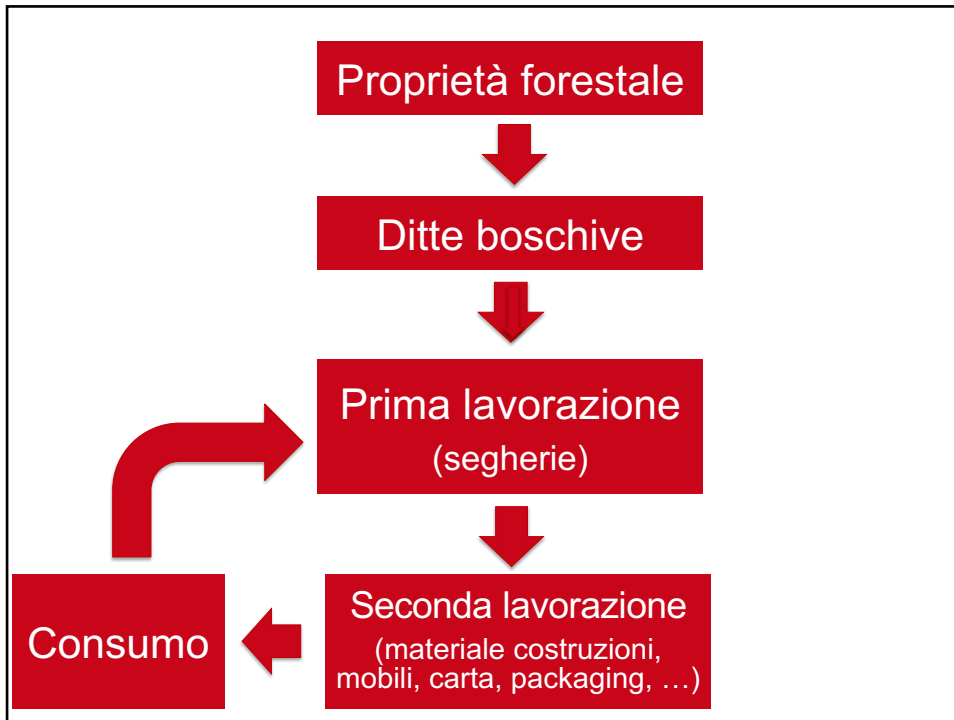 Proprietà forestale
Ditte boschive
Prima lavorazione
(segherie)
Seconda lavorazione
(materiale costruzioni,
mobili, carta, packaging, …)
Consumo